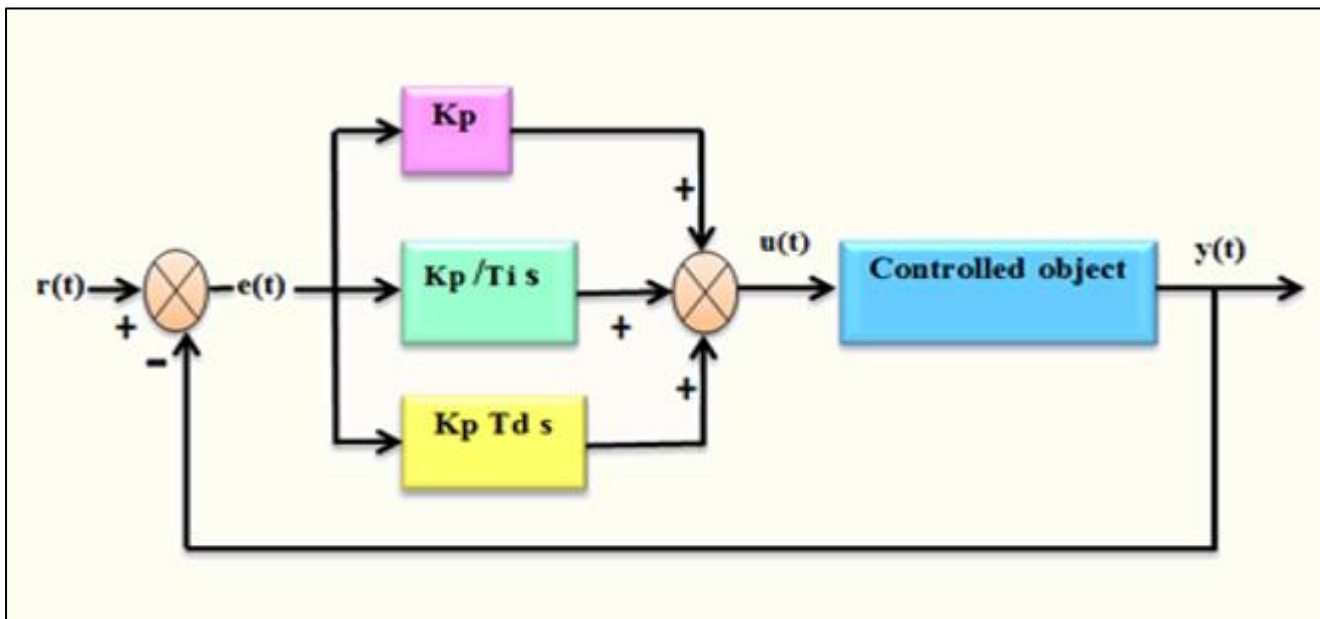 Kp
+
r(t)
+
-
e(t)
Kp/Ti s
+
u(t)
Controlled object
y(t)
Kp Td s
+